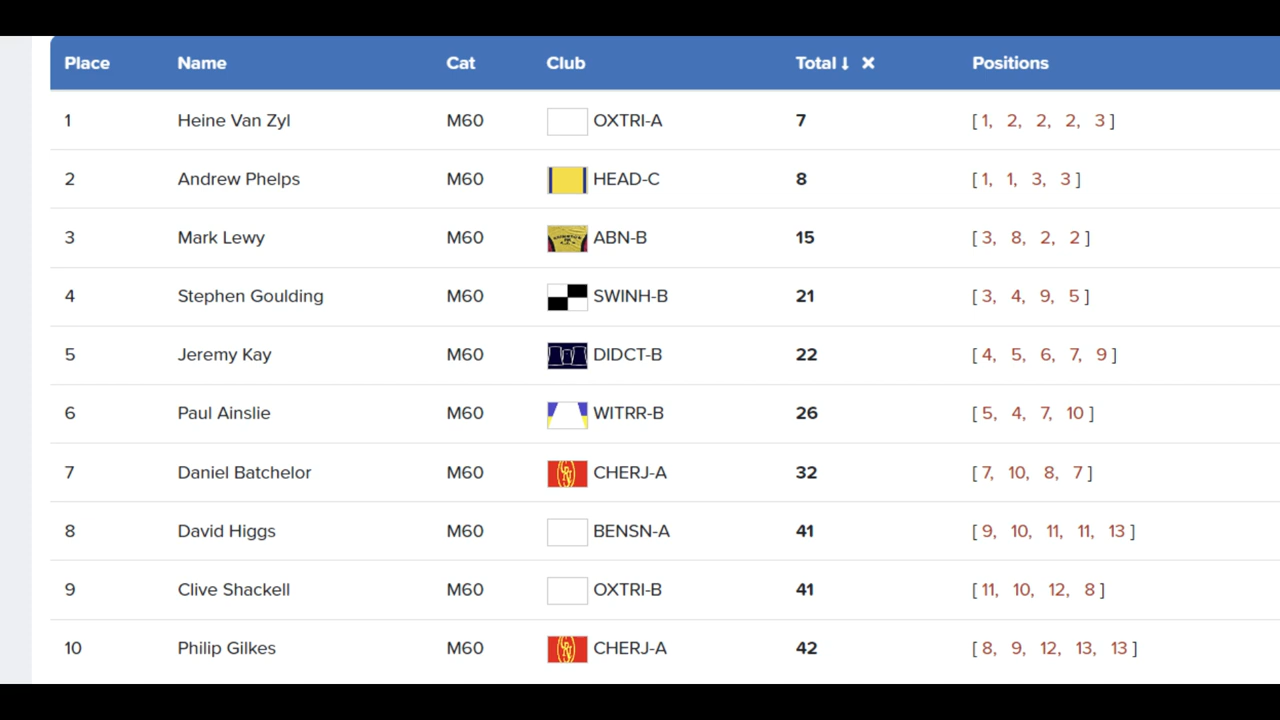 Place Name Cat Club Total ↓ ✕ Positions
1 Heine Van Zyl M60 OXTRI-A 7 [ 1, 2, 2, 2, 3 ]
2 Andrew Phelps M60 HEAD-C 8 [ 1, 1, 3, 3 ]
3 Mark Lewy M60 ABN-B 15 [ 3, 8, 2, 2 ]
4 Stephen Goulding M60 SWINH-B 21 [ 3, 4, 9, 5 ]
5 Jeremy Kay M60 DIDCT-B 22 [ 4, 5, 6, 7, 9 ]
6 Paul Ainslie M60 WITRR-B 26 [ 5, 4, 7, 10 ]
7 Daniel Batchelor M60 CHERJ-A 32 [ 7, 10, 8, 7 ]
8 David Higgs M60 BENSN-A 41 [ 9, 10, 11, 11, 13 ]
9 Clive Shackell M60 OXTRI-B 41 [ 11, 10, 12, 8 ]
10 Philip Gilkes M60 CHERJ-A 42 [ 8, 9, 12, 13, 13 ]